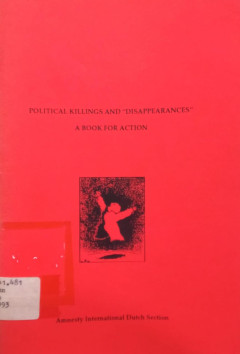 POLITICAL KILLINGS AND "DISAPPEARANCES"
A BOOK FOR ACTION
Amnesty International Dutch Section